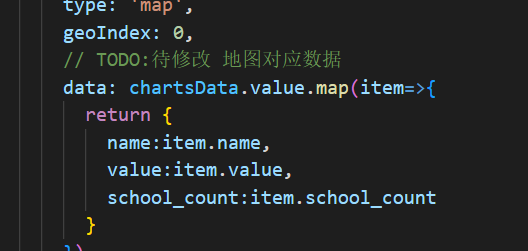 type: 'map',
geoIndex: 0,
// TODO:待修改 地图对应数据
data: chartsData.value.map(item=>{
return {
name:item.name,
value:item.value,
school_count:item.school_count
}
})